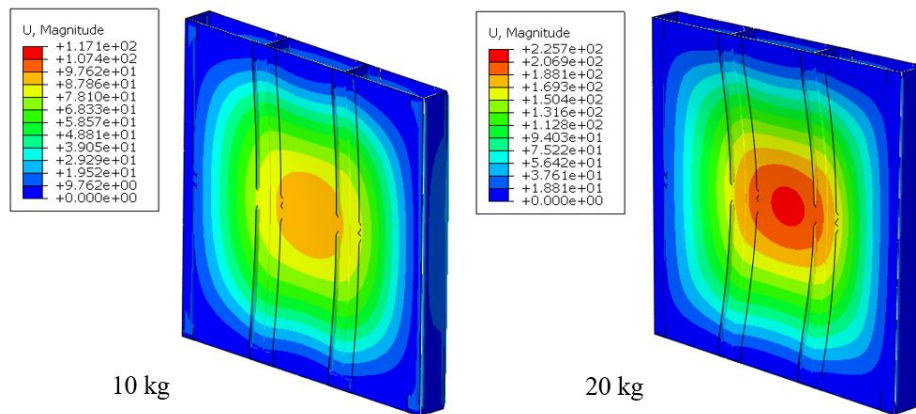 U, Magnitude
+1.171e+02
+1.074e+02
+9.762e+01
+8.786e+01
+7.810e+01
+6.833e+01
+5.857e+01
+4.881e+01
+3.905e+01
+2.929e+01
+1.952e+01
+9.762e+00
+0.000e+00
10 kg
U, Magnitude
+2.257e+02
+2.069e+02
+1.881e+02
+1.693e+02
+1.504e+02
+1.316e+02
+1.128e+02
+9.403e+01
+7.522e+01
+5.642e+01
+3.761e+01
+1.881e+01
+0.000e+00
20 kg